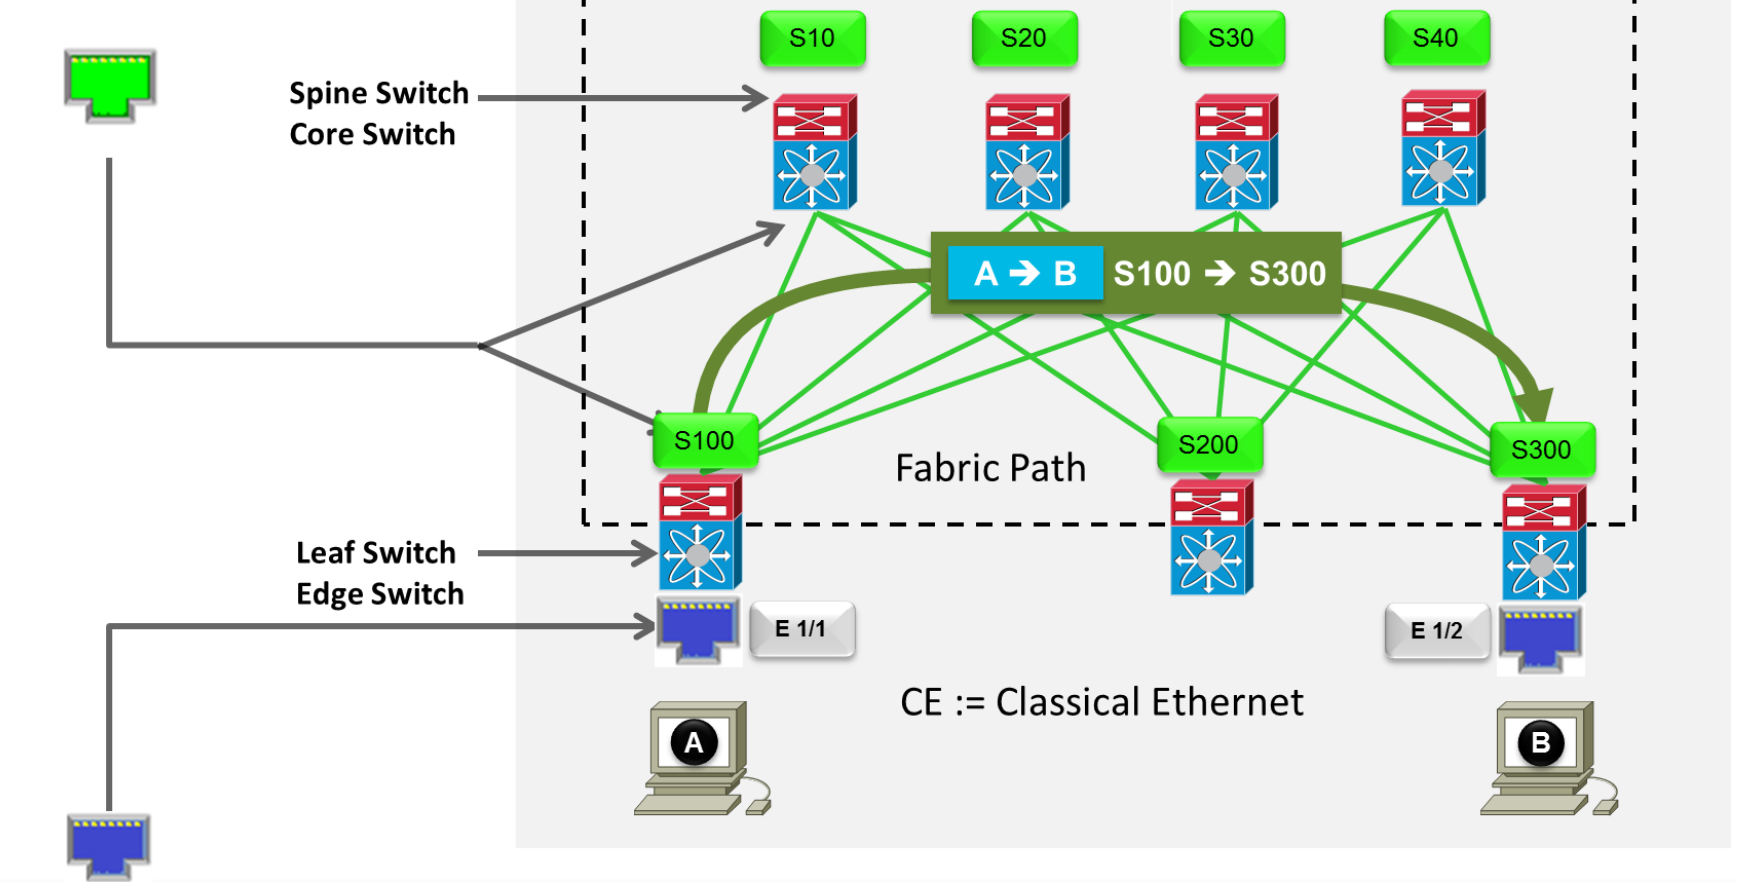 S10
S20
S30
S40
Spine Switch
Core Switch
A → B S100 → S300
S100
S200
S300
Fabric Path
Leaf Switch
Edge Switch
E 1/1
E 1/2
CE := Classical Ethernet
A
B